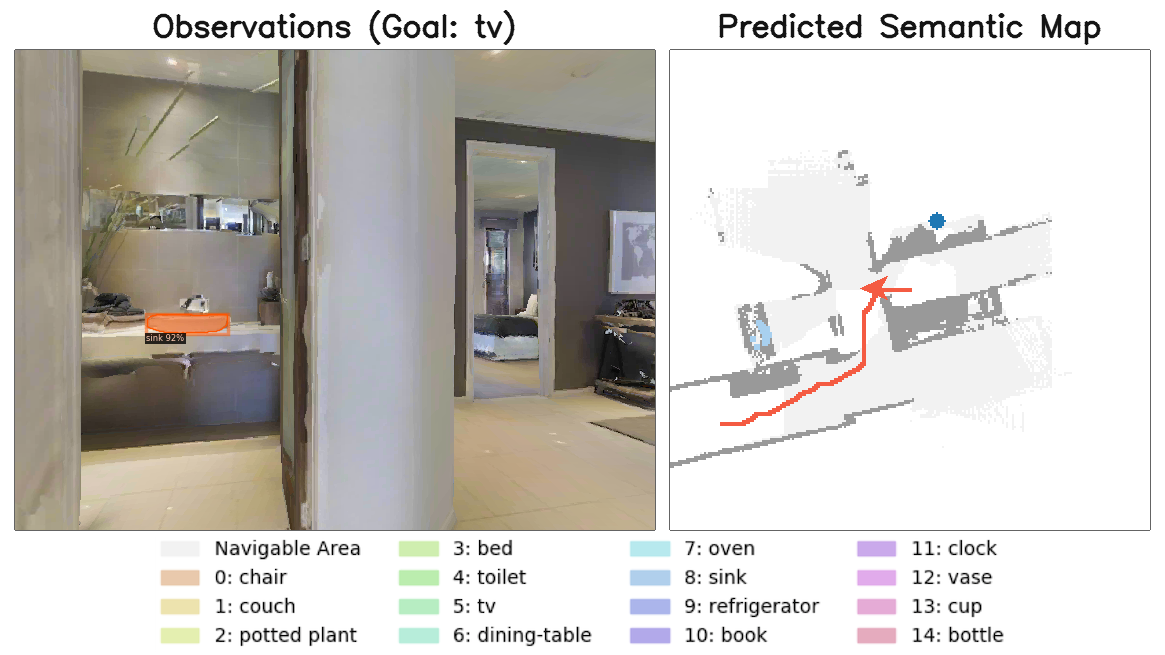 Observations (Goal: tv)
Predicted Semantic Map
sink 92%
Navigable Area
0: chair
1: couch
2: potted plant
3: bed
4: toilet
5: tv
6: dining-table
7: oven
8: sink
9: refrigerator
10: book
11: clock
12: vase
13: cup
14: bottle